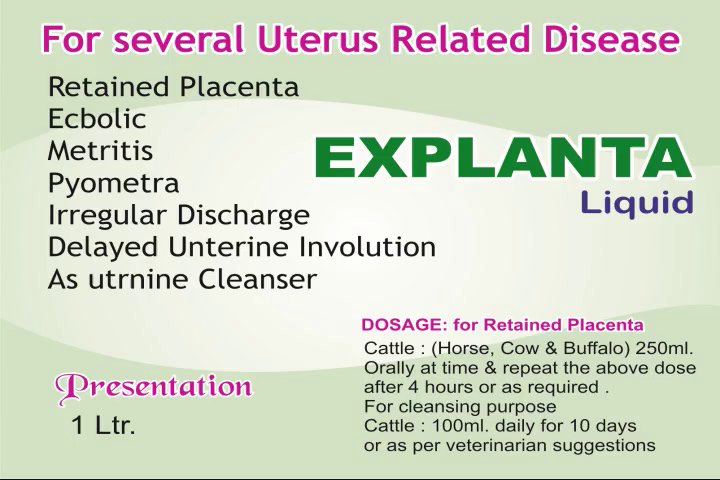 For several Uterus Related Disease
Retained Placenta
Ecbolic
Metritis
Pyometra
Irregular Discharge
Delayed Unterine Involution
As utrnine Cleanser
EXPLANTA
Liquid
DOSAGE: for Retained Placenta
Cattle : (Horse, Cow & Buffalo) 250ml.
Orally at time & repeat the above dose
after 4 hours or as required .
For cleansing purpose
Cattle : 100ml. daily for 10 days
or as per veterinarian suggestions
Presentation
1 Ltr.